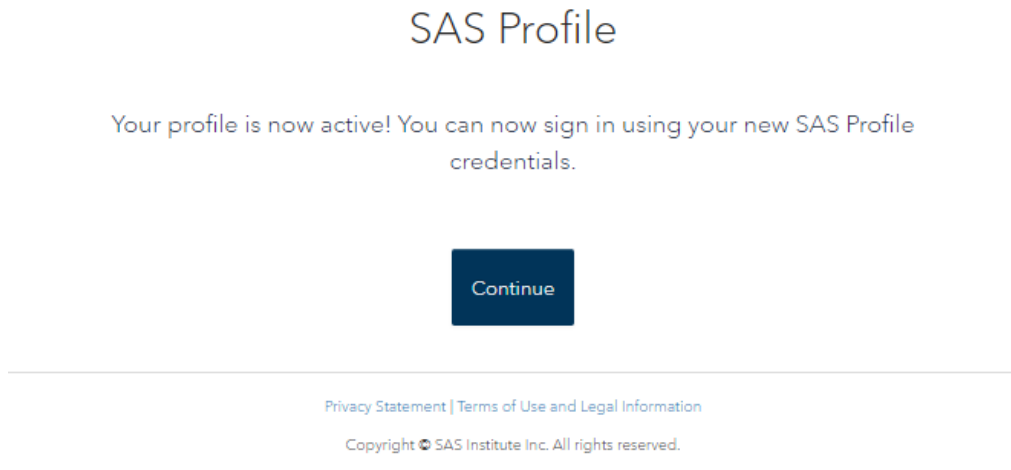 SAS Profile
Your profile is now active! You can now sign in using your new SAS Profile
credentials.
Continue
Privacy Statement | Terms of Use and Legal Information
Copyright © SAS Institute Inc. All rights reserved.